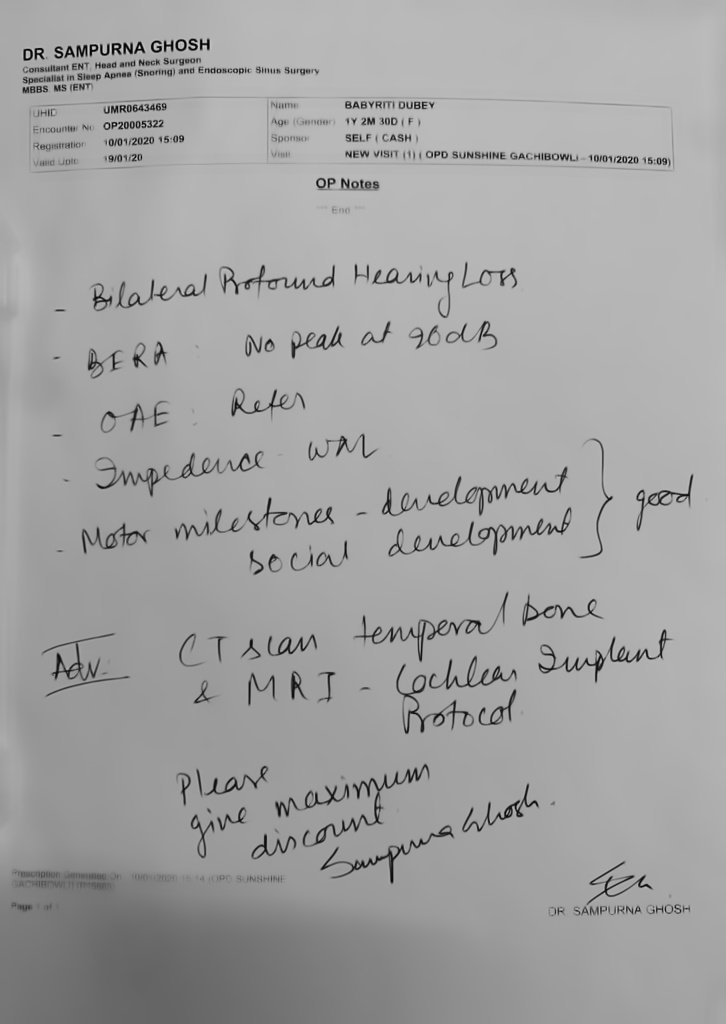 DR. SAMPURNA GHOSH
Consultant ENT, Head and Neck Surgeon
Specialist in Sleep Apnea (Snoring) and Endoscopic Sinus Surgery
MBBS, MS (ENT)
UHID UMR0643469 Name BABYRITI DUBEY
Encounter No OP20005322 Age (Gender) 1Y 2M 30D ( F )
Registration 10/01/2020 15:09 Sponsor SELF ( CASH )
Valid Upto 19/01/20 Visit NEW VISIT (1) ( OPD SUNSHINE GACHIBOWLI - 10/01/2020 15:09)
OP Notes
*** End ***
- Bilateral Profound Hearing Loss
- BERA : No peak at 90dB
- OAE : Refer
- Impedence - WNL
- Motor milestones - development } good
social development
Adv. CT scan temperal bone
& MRI - Cochlear Implant
Protocol.
Please
give maximum
discount
Sampurna Ghosh.
Prescription Generated On 10/01/2020 15:14 (OPD SUNSHINE
Page 1 of 1
DR. SAMPURNA GHOSH